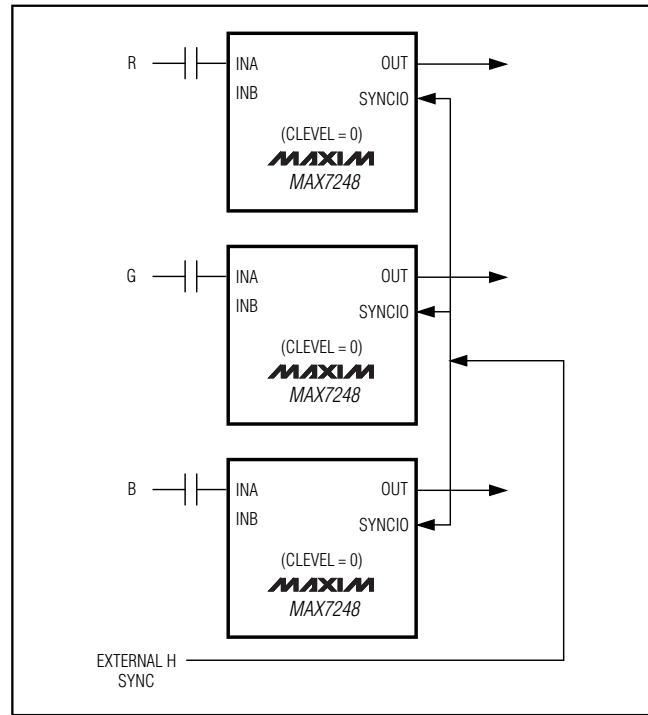 R
INA
OUT
INB
SYNCIO
(CLEVEL = 0)
MAXIM
MAX7248
G
INA
OUT
INB
SYNCIO
(CLEVEL = 0)
MAXIM
MAX7248
B
INA
OUT
INB
SYNCIO
(CLEVEL = 0)
MAXIM
MAX7248
EXTERNAL H
SYNC